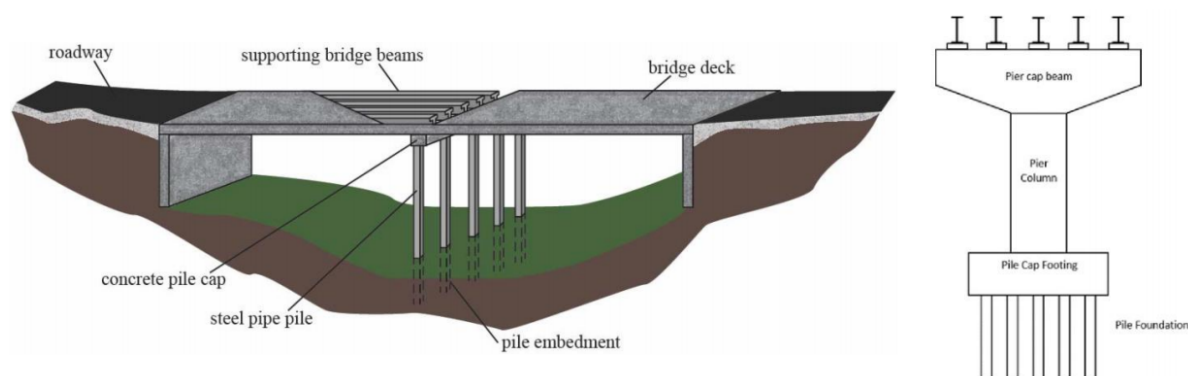 roadway
supporting bridge beams
bridge deck
concrete pile cap
steel pipe pile
pile embedment
Pier cap beam
Pier
Column
Pile Cap Footing
Pile Foundation